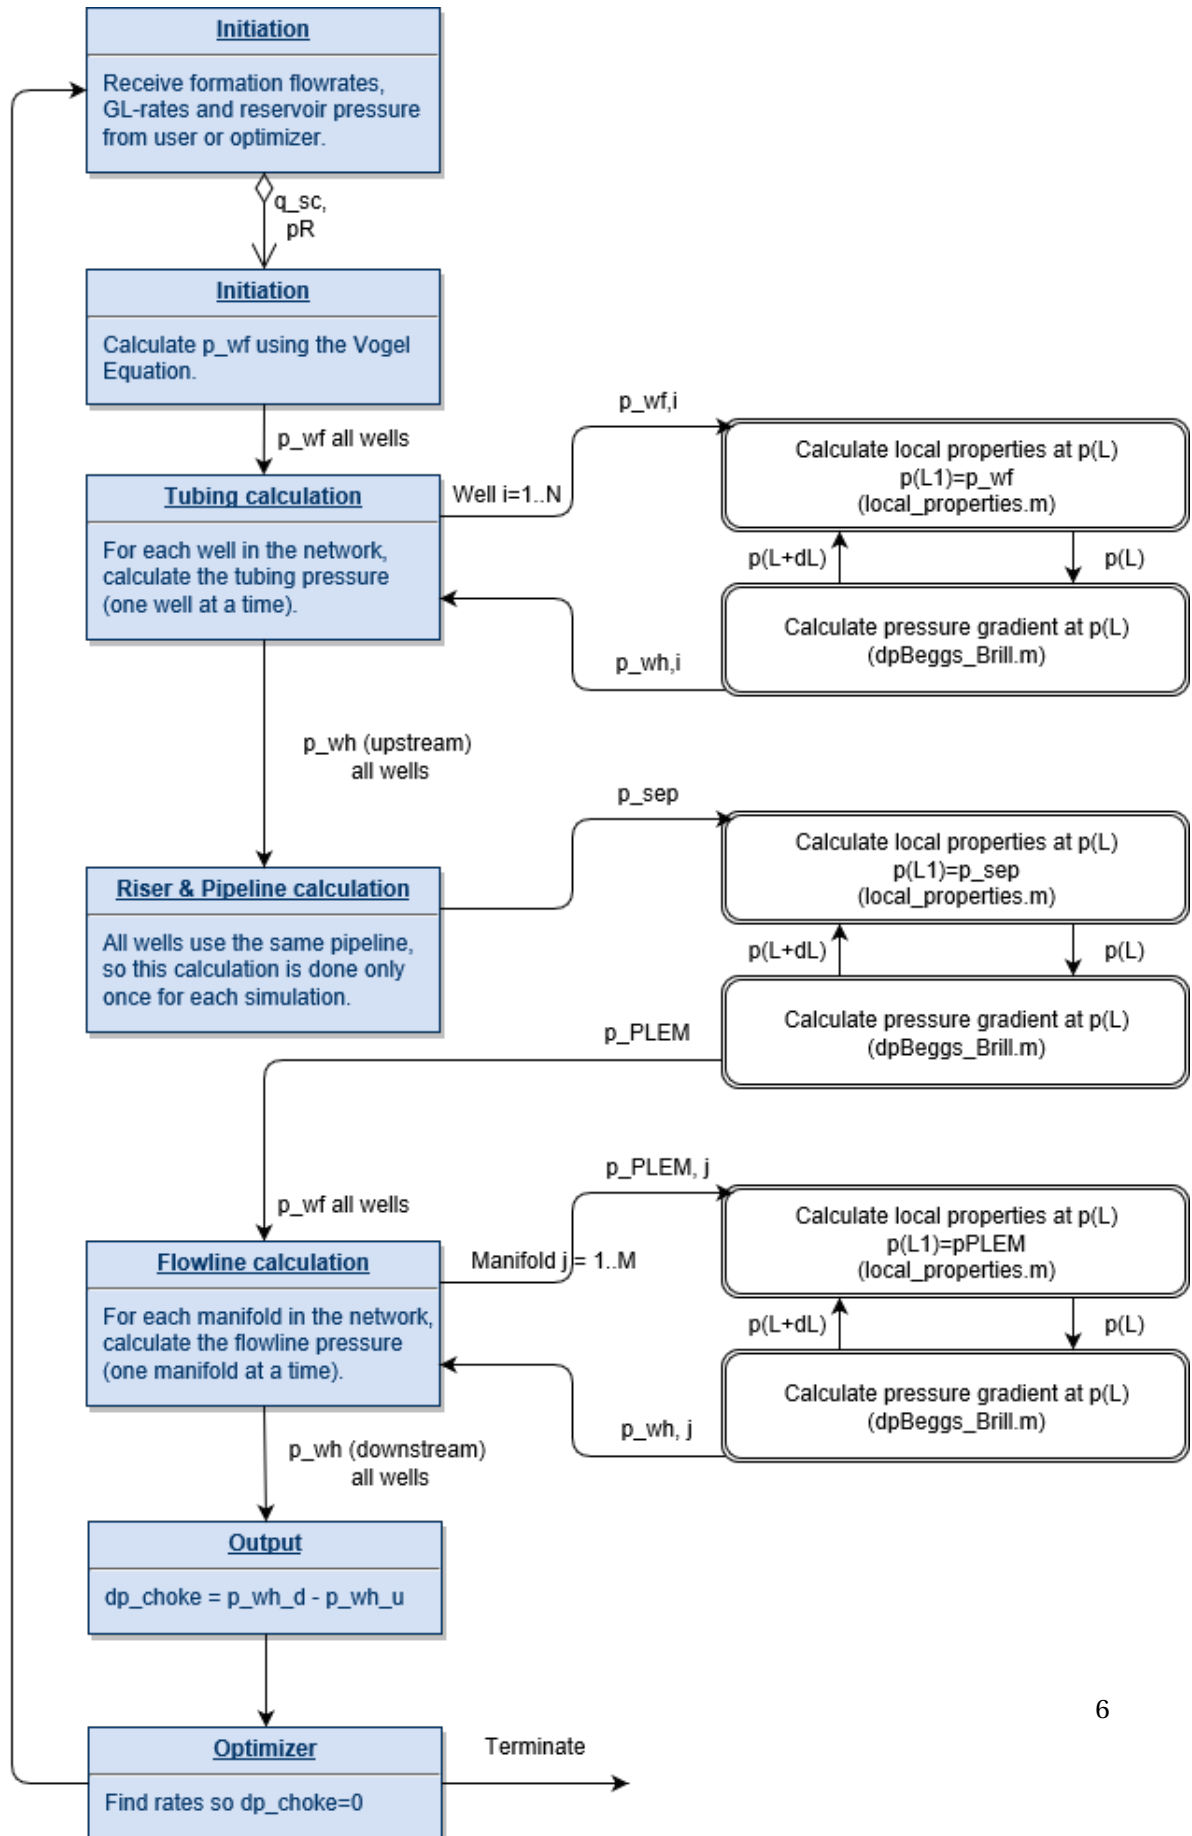 Initiation
Receive formation flowrates,
GL-rates and reservoir pressure
from user or optimizer.
q_sc,
pR
Initiation
Calculate p_wf using the Vogel
Equation.
p_wf all wells
p_wf,i
Tubing calculation
For each well in the network,
calculate the tubing pressure
(one well at a time).
Well i=1..N
Calculate local properties at p(L)
p(L1)=p_wf
(local_properties.m)
p(L+dL)
p(L)
Calculate pressure gradient at p(L)
(dpBeggs_Brill.m)
p_wh,i
p_wh (upstream)
all wells
p_sep
Riser & Pipeline calculation
All wells use the same pipeline,
so this calculation is done only
once for each simulation.
Calculate local properties at p(L)
p(L1)=p_sep
(local_properties.m)
p(L+dL)
p(L)
Calculate pressure gradient at p(L)
(dpBeggs_Brill.m)
p_PLEM
p_wf all wells
p_PLEM, j
Flowline calculation
For each manifold in the network,
calculate the flowline pressure
(one manifold at a time).
Manifold j = 1..M
Calculate local properties at p(L)
p(L1)=pPLEM
(local_properties.m)
p(L+dL)
p(L)
Calculate pressure gradient at p(L)
(dpBeggs_Brill.m)
p_wh, j
p_wh (downstream)
all wells
Output
dp_choke = p_wh_d - p_wh_u
Optimizer
Find rates so dp_choke=0
Terminate
6